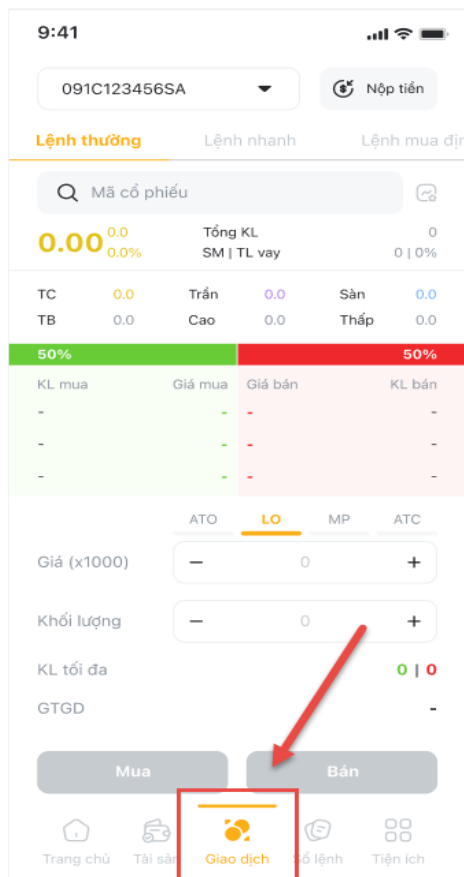 9:41
091C123456SA
Nộp tiền
Lệnh thường Lệnh nhanh Lệnh mua địn
Mã cổ phiếu
0.00 0.0 0.0%
Tổng KL 0
SM | TL vay 0 | 0%
TC 0.0 Trần 0.0 Sàn 0.0
TB 0.0 Cao 0.0 Thấp 0.0
50% 50%
KL mua Giá mua Giá bán KL bán
- - - -
- - - -
- - - -
ATO LO MP ATC
Giá (x1000) − 0 +
Khối lượng − 0 +
KL tối đa 0 | 0
GTGD -
Mua Bán
Trang chủ Tài sản Giao dịch Sổ lệnh Tiện ích